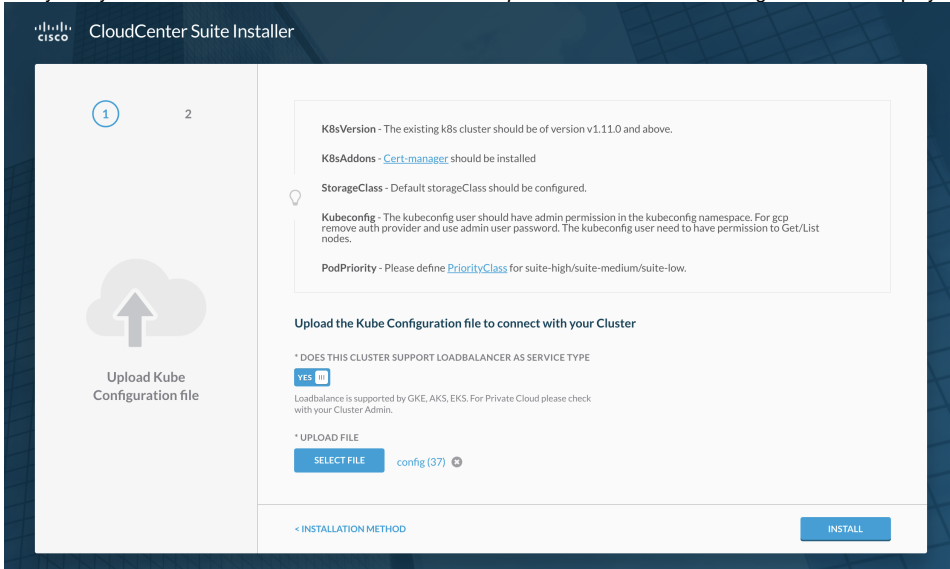 CISCO CloudCenter Suite Installer
1 2
K8sVersion - The existing k8s cluster should be of version v1.11.0 and above.
K8sAddons - Cert-manager should be installed
StorageClass - Default storageClass should be configured.
Kubeconfig - The kubeconfig user should have admin permission in the kubeconfig namespace. For gcp
remove auth provider and use admin user password. The kubeconfig user need to have permission to Get/List
nodes.
PodPriority - Please define PriorityClass for suite-high/suite-medium/suite-low.
Upload Kube
Configuration file
Upload the Kube Configuration file to connect with your Cluster
* DOES THIS CLUSTER SUPPORT LOADBALANCER AS SERVICE TYPE
YES
Loadbalance is supported by GKE, AKS, EKS. For Private Cloud please check
with your Cluster Admin.
* UPLOAD FILE
SELECT FILE config (37)
< INSTALLATION METHOD
INSTALL